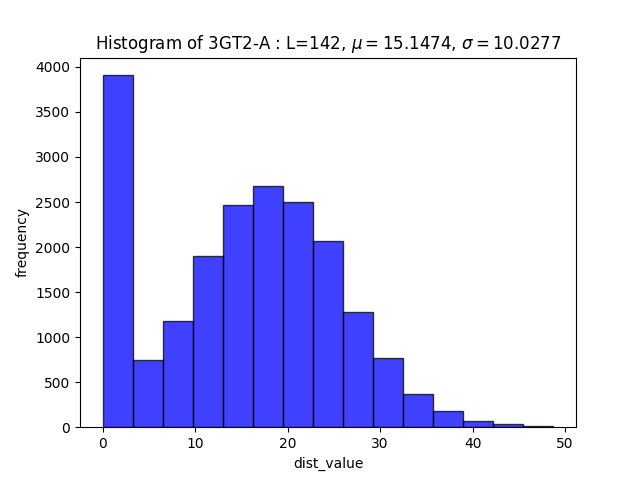 Histogram of 3GT2-A : L=142, μ = 15.1474, σ = 10.0277
4000
3500
3000
2500
2000
1500
1000
500
0
frequency
0 10 20 30 40 50
dist_value